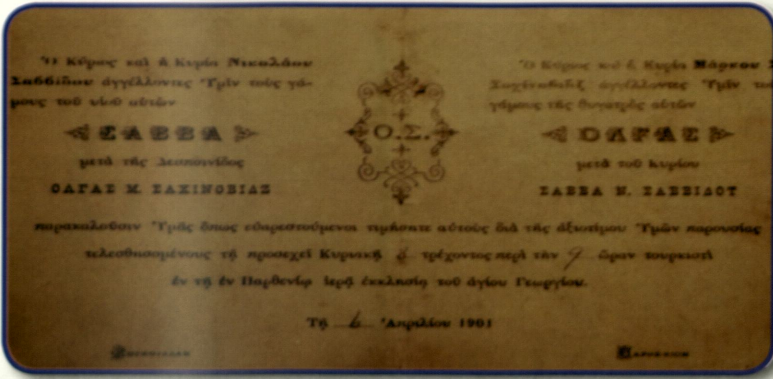 Ὁ Κύριος καὶ ἡ Κυρία Νικολάου
Σαββίδου ἀγγέλλοντες Ὑμῖν τοὺς γά-
μους τοῦ υἱοῦ αὐτῶν
ΣΑΒΒΑ
μετὰ τῆς Δεσποινίδος
ΟΛΓΑΣ Μ.
Ο.Σ.
Ὁ Κύριος καὶ ἡ Κυρία Μάρκου
ἀγγέλλοντες Ὑμῖν
γάμους τῆς θυγατρὸς αὐτῶν
ΟΛΓΑΣ
μετὰ τοῦ κυρίου
ΣΑΒΒΑ Ν. ΣΑΒΒΙΔΟΥ
παρακαλοῦσιν Ὑμᾶς ὅπως εὐαρεστούμενοι τιμήσητε αὐτοὺς διὰ τῆς ἀξιοτίμου Ὑμῶν παρουσίας
τελεσθησομένους τῇ προσεχεῖ Κυριακῇ τρέχοντος περὶ τὴν 9 ὥραν τουρκιστὶ
ἐν τῇ ἐν Παρθενίῳ ἱερᾷ ἐκκλησίᾳ τοῦ ἁγίου Γεωργίου.
Τῇ 6 Ἀπριλίου 1901